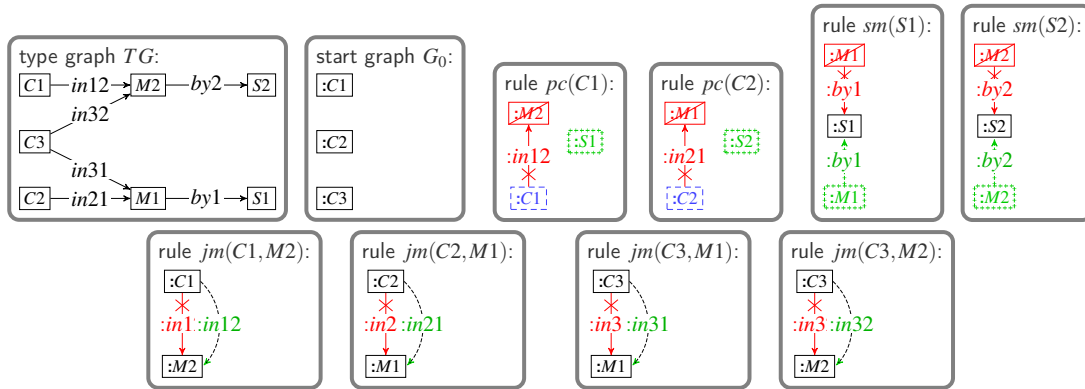 type graph TG:
C1 in12 M2 by2 S2
in32
C3
in31
C2 in21 M1 by1 S1
start graph G0:
:C1
:C2
:C3
rule pc(C1):
:M2
:S1
:in12
:C1
rule pc(C2):
:M1
:S2
:in21
:C2
rule sm(S1):
:M1
:by1
:S1
:by1
:M1
rule sm(S2):
:M2
:by2
:S2
:by2
:M2
rule jm(C1,M2):
:C1
:in1 :in12
:M2
rule jm(C2,M1):
:C2
:in2 :in21
:M1
rule jm(C3,M1):
:C3
:in3 :in31
:M1
rule jm(C3,M2):
:C3
:in3 :in32
:M2